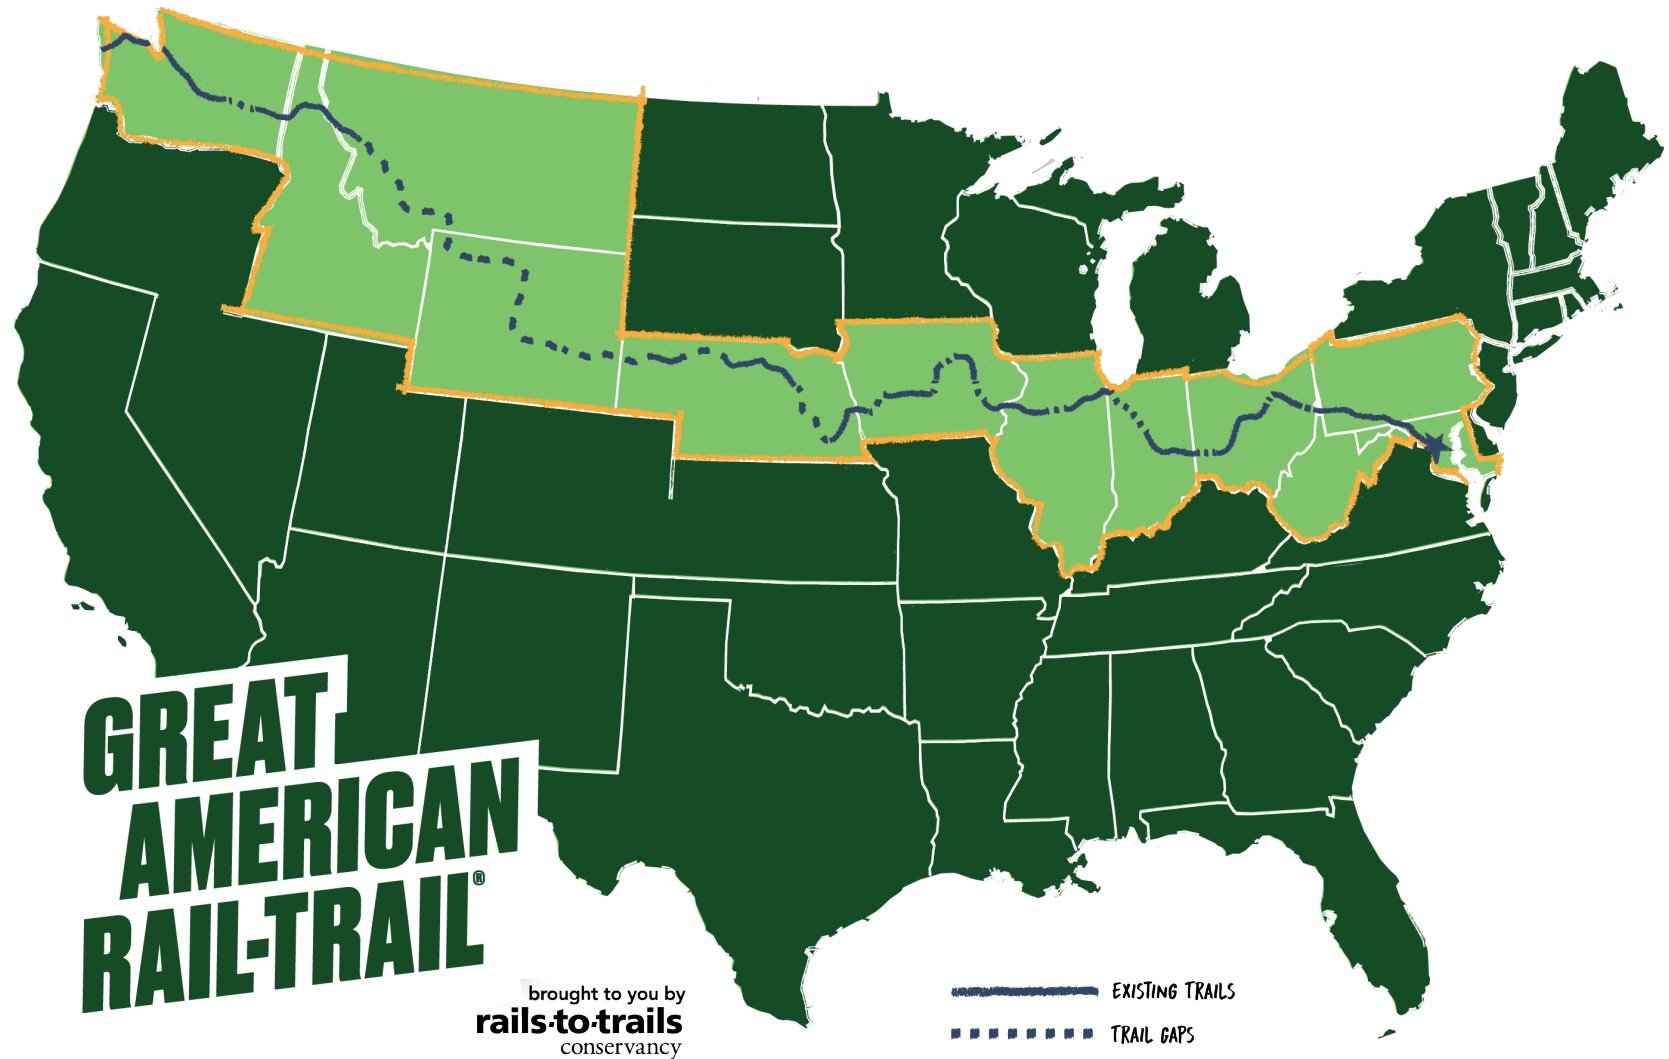 GREAT
AMERICAN
RAIL-TRAIL®
brought to you by
rails·to·trails
conservancy
EXISTING TRAILS
TRAIL GAPS